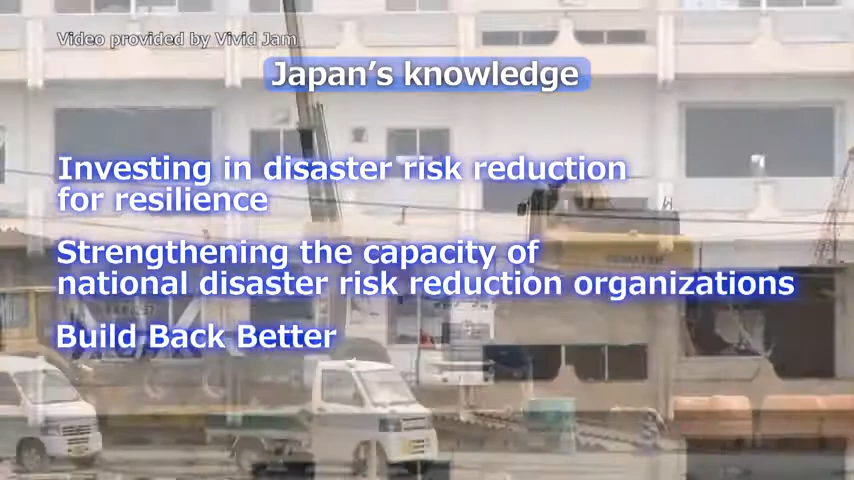 Video provided by Vivid Jam
Japan's knowledge
Investing in disaster risk reduction
for resilience
Strengthening the capacity of
national disaster risk reduction organizations
Build Back Better